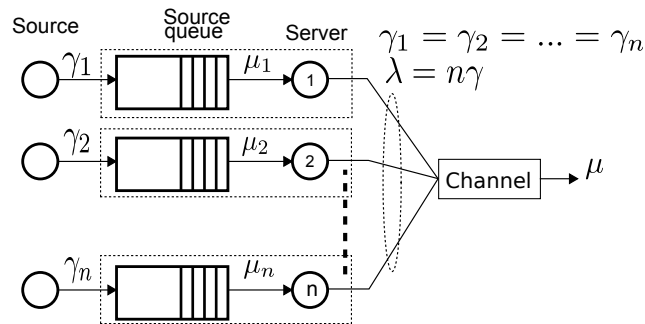 Source
Source queue
Server
γ₁ = γ₂ = ... = γₙ
λ = nγ
γ₁
μ₁
1
γ₂
μ₂
2
Channel
μ
γₙ
μₙ
n